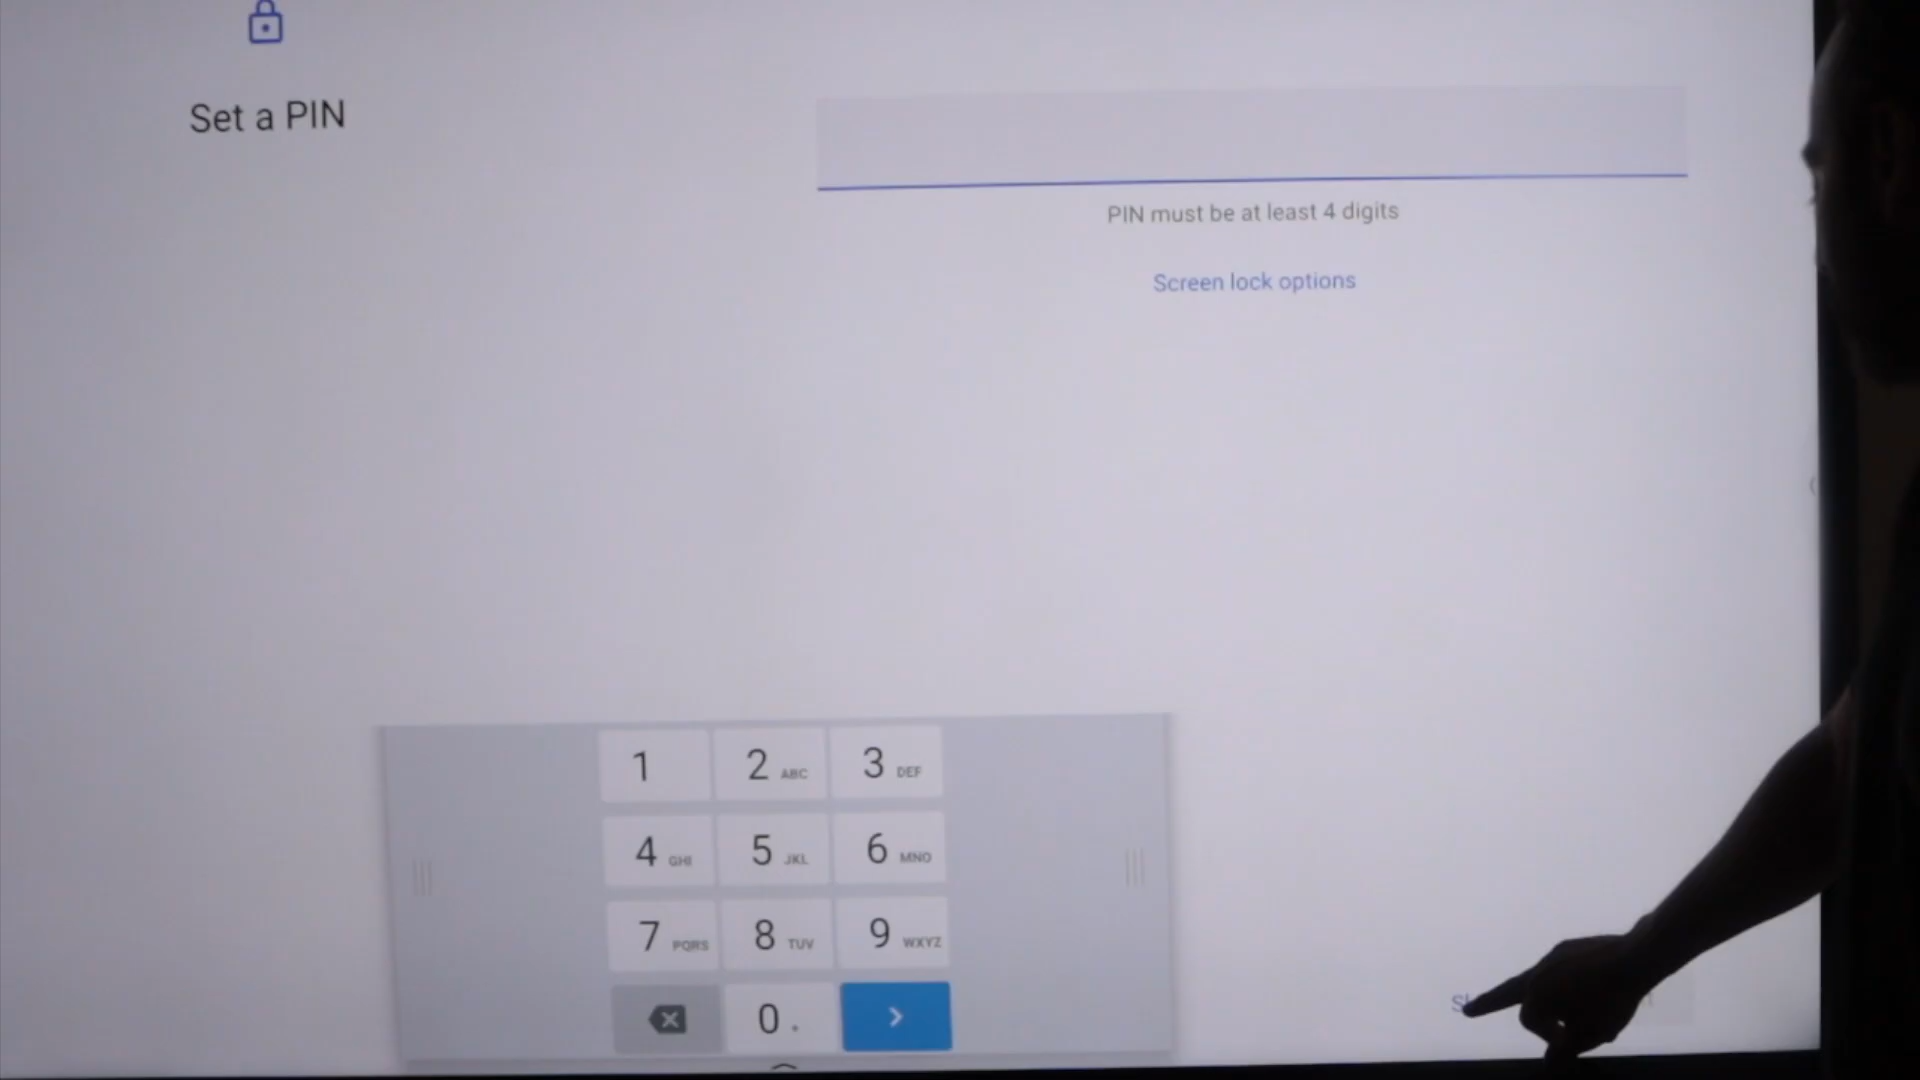 Set a PIN
PIN must be at least 4 digits
Screen lock options
1
2 ABC
3 DEF
4 GHI
5 JKL
6 MNO
7 PQRS
8 TUV
9 WXYZ
0